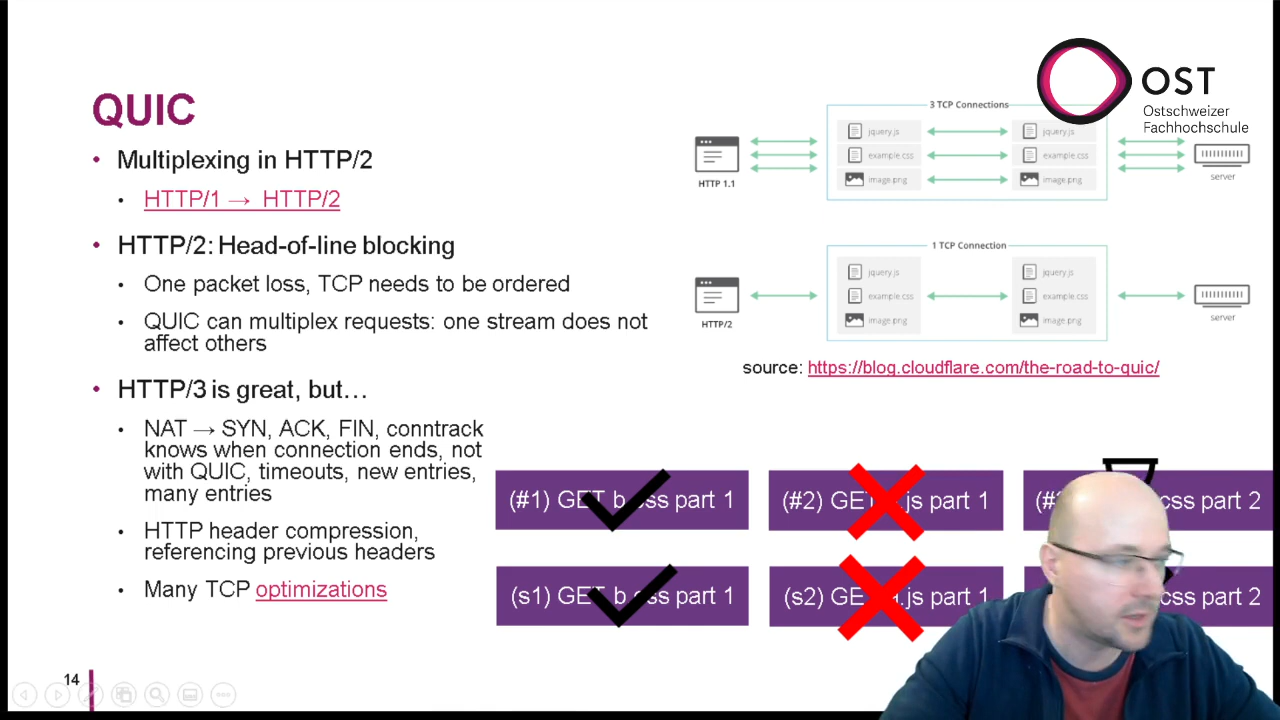 OST
Ostschweizer
Fachhochschule
QUIC
• Multiplexing in HTTP/2
• HTTP/1 → HTTP/2
• HTTP/2: Head-of-line blocking
• One packet loss, TCP needs to be ordered
• QUIC can multiplex requests: one stream does not
affect others
• HTTP/3 is great, but…
• NAT → SYN, ACK, FIN, conntrack
knows when connection ends, not
with QUIC, timeouts, new entries,
many entries
• HTTP header compression,
referencing previous headers
• Many TCP optimizations
3 TCP Connections
HTTP 1.1
jquery.js
example.css
image.png
jquery.js
example.css
image.png
server
1 TCP Connection
HTTP/2
jquery.js
example.css
image.png
jquery.js
example.css
image.png
server
source: https://blog.cloudflare.com/the-road-to-quic/
(#1) GET b.css part 1
(#2) GET .js part 1
css part 2
(s1) GET b.css part 1
(s2) GET .js part 1
css part 2
14